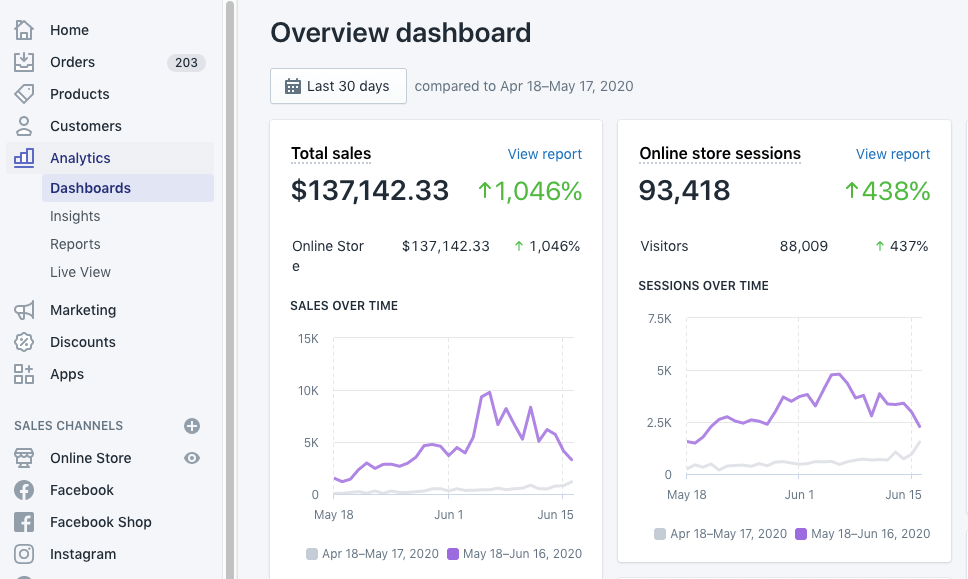 Home
Orders 203
Products
Customers
Analytics
Dashboards
Insights
Reports
Live View
Marketing
Discounts
Apps
SALES CHANNELS
Online Store
Facebook
Facebook Shop
Instagram
Overview dashboard
Last 30 days compared to Apr 18–May 17, 2020
Total sales View report
$137,142.33 ↑1,046%
Online Stor $137,142.33 ↑ 1,046%
e
SALES OVER TIME
15K
10K
5K
0
May 18 Jun 1 Jun 15
Apr 18–May 17, 2020 May 18–Jun 16, 2020
Online store sessions View report
93,418 ↑438%
Visitors 88,009 ↑ 437%
SESSIONS OVER TIME
7.5K
5K
2.5K
0
May 18 Jun 1 Jun 15
Apr 18–May 17, 2020 May 18–Jun 16, 2020